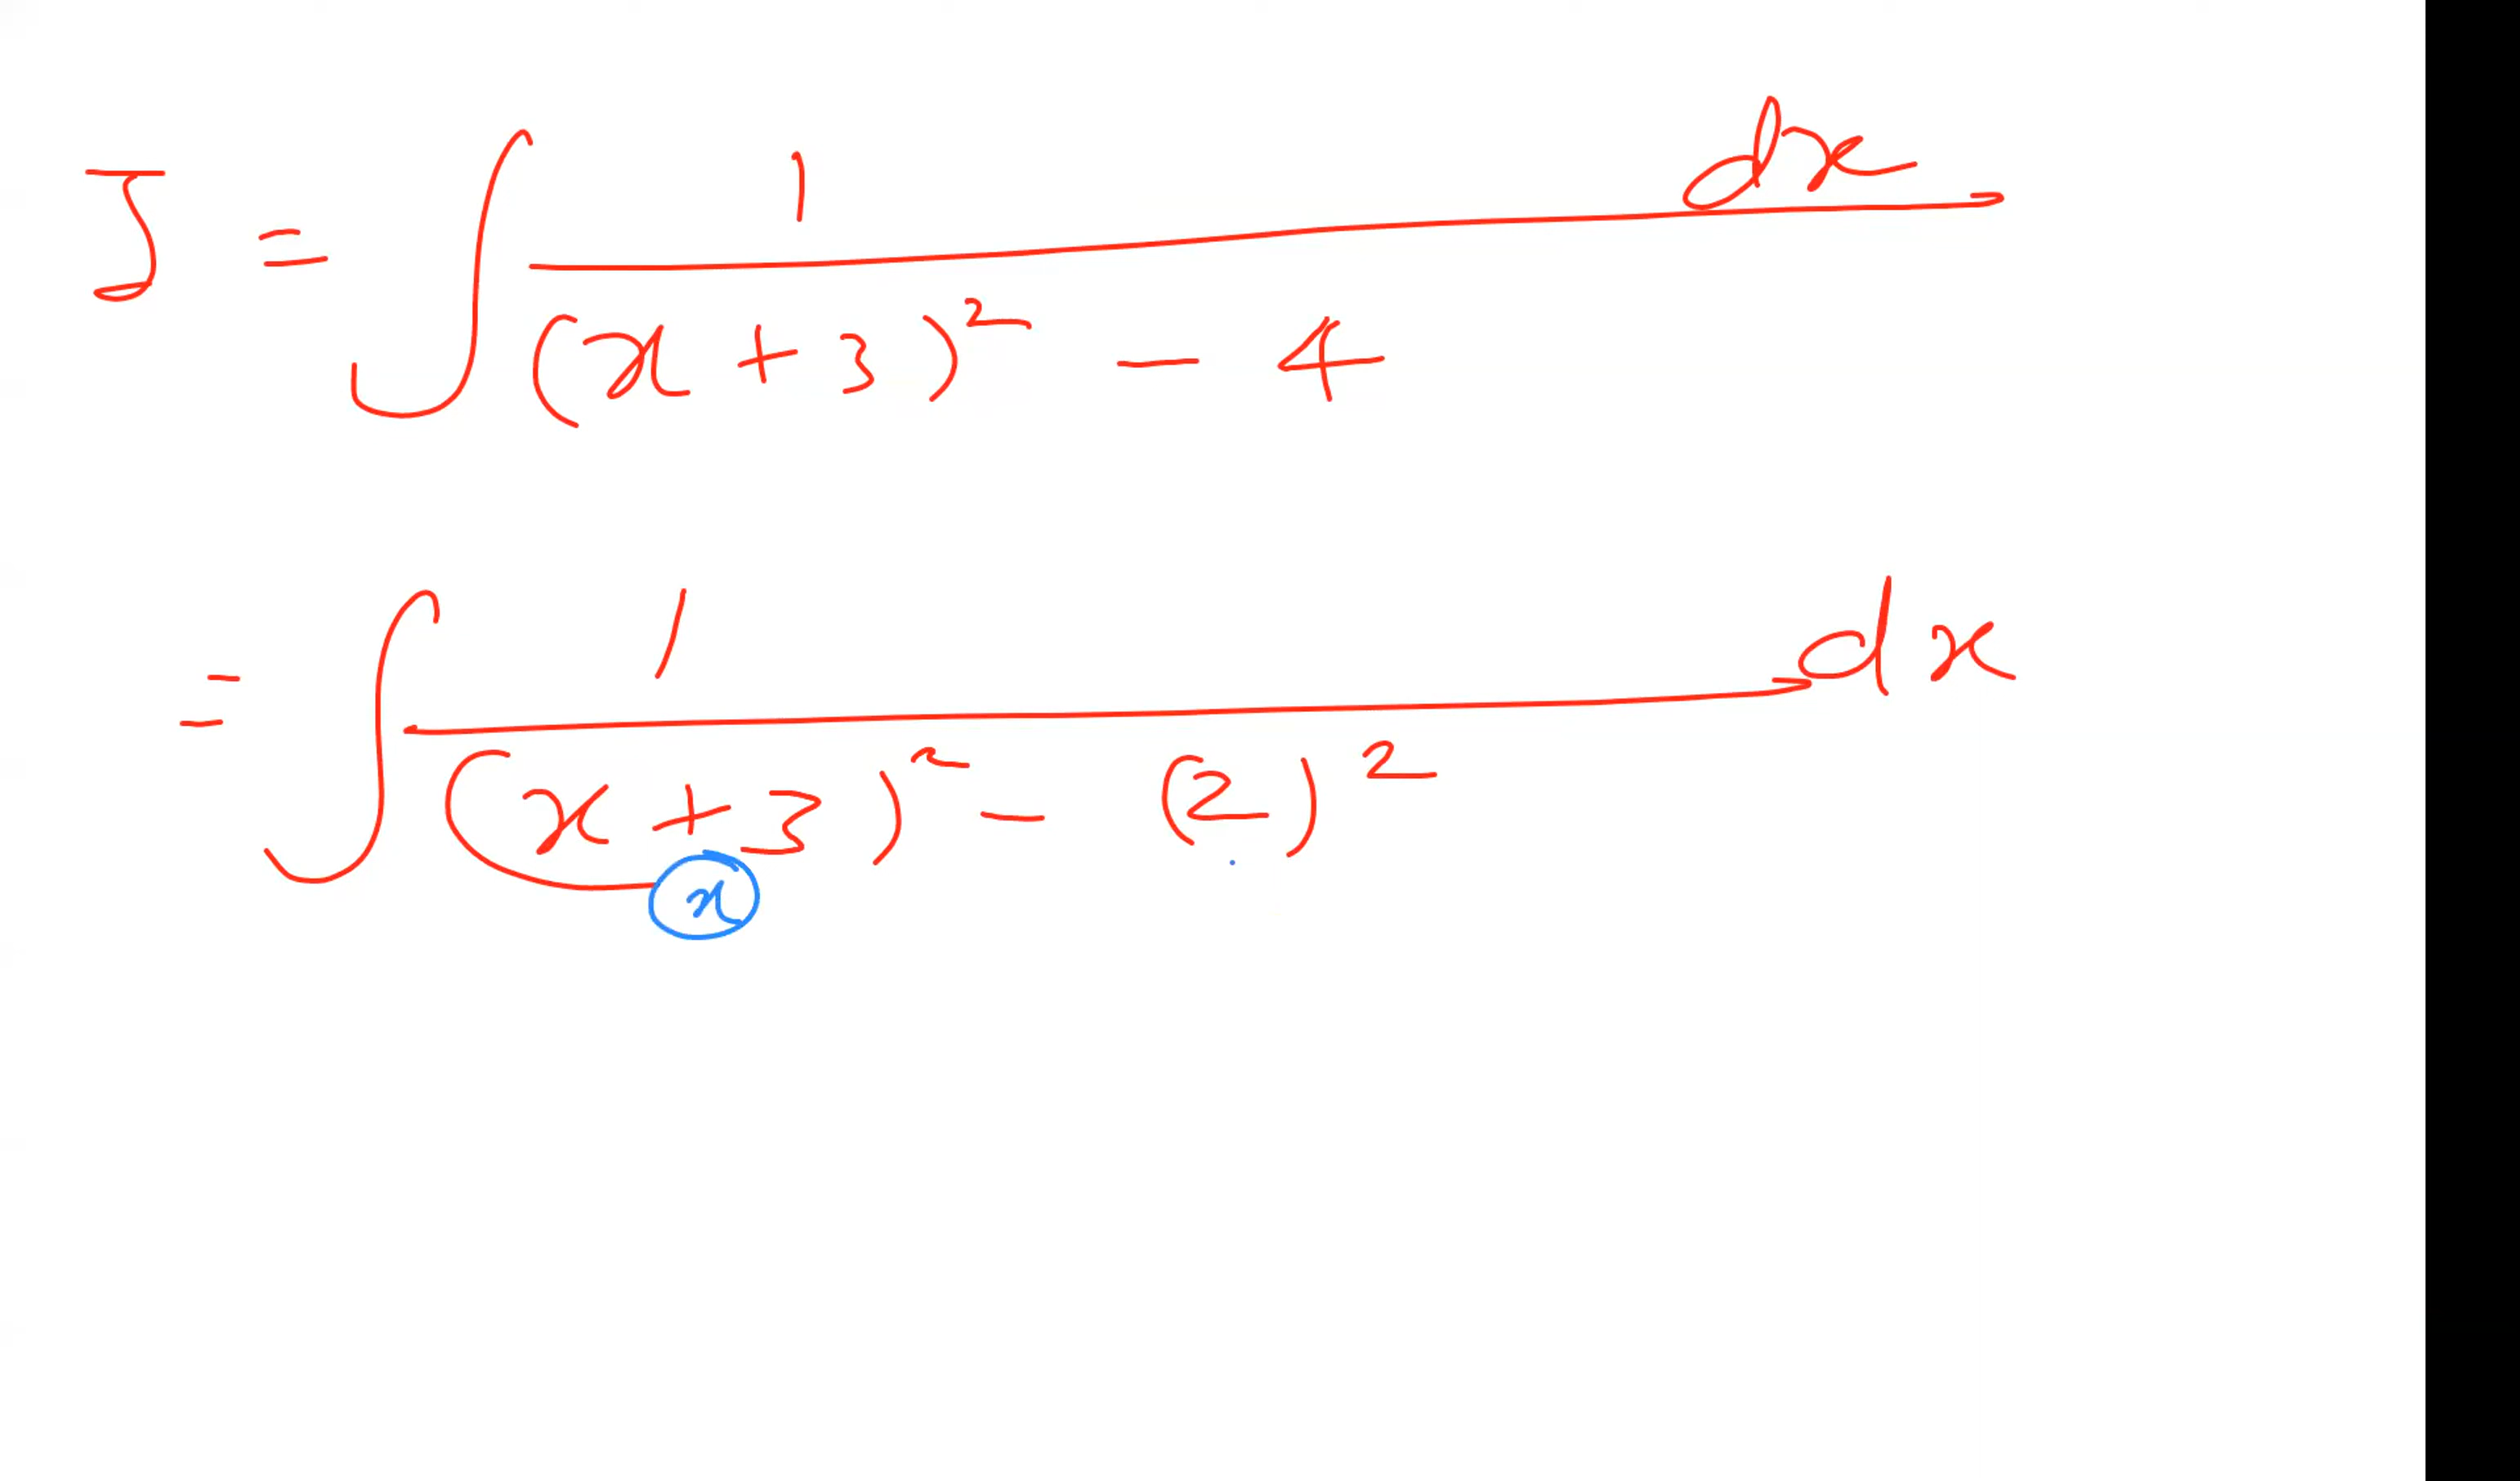 I = ∫ 1 dx
(x + 3)² - 4
= ∫ 1 dx
(x + 3)² - (2)²
x